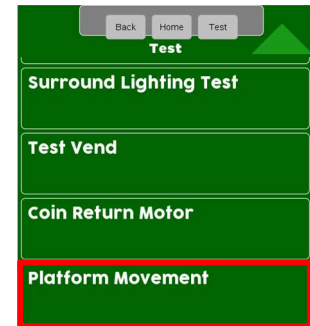 Back Home Test
Test
Surround Lighting Test
Test Vend
Coin Return Motor
Platform Movement